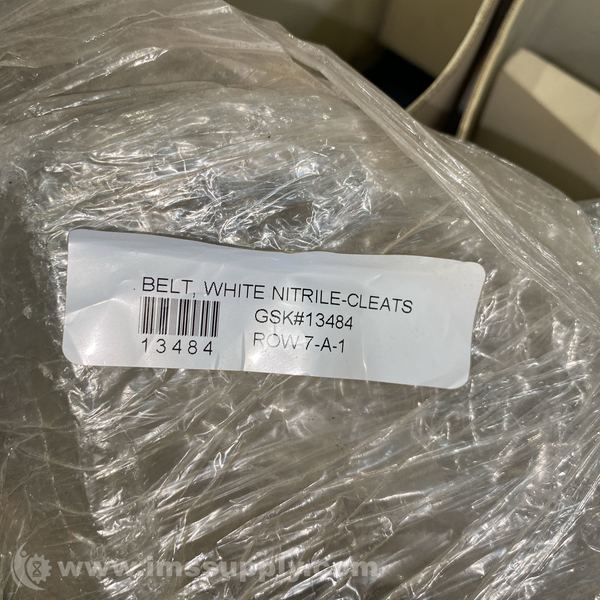 BELT, WHITE NITRILE-CLEATS
GSK#13484
13484
ROW 7-A-1
www.imssupply.com